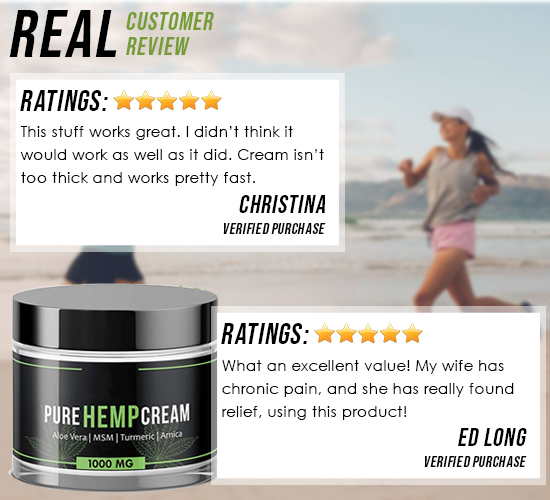 REAL CUSTOMER
REVIEW
RATINGS:
This stuff works great. I didn't think it
would work as well as it did. Cream isn't
too thick and works pretty fast.
CHRISTINA
VERIFIED PURCHASE
RATINGS:
What an excellent value! My wife has
chronic pain, and she has really found
relief, using this product!
ED LONG
VERIFIED PURCHASE
PURE HEMP CREAM
Aloe Vera | MSM | Turmeric | Arnica
1000 MG